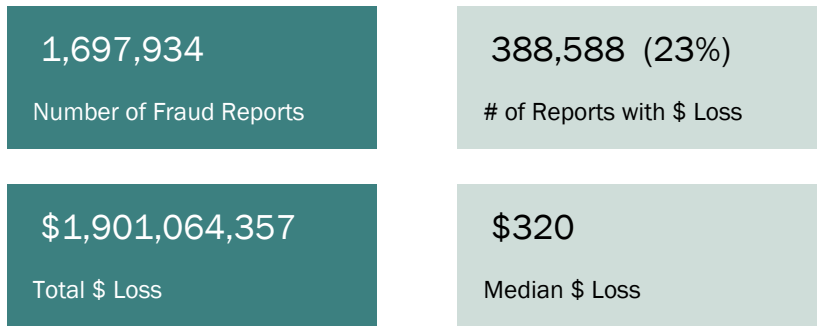 1,697,934
Number of Fraud Reports
388,588 (23%)
# of Reports with $ Loss
$1,901,064,357
Total $ Loss
$320
Median $ Loss